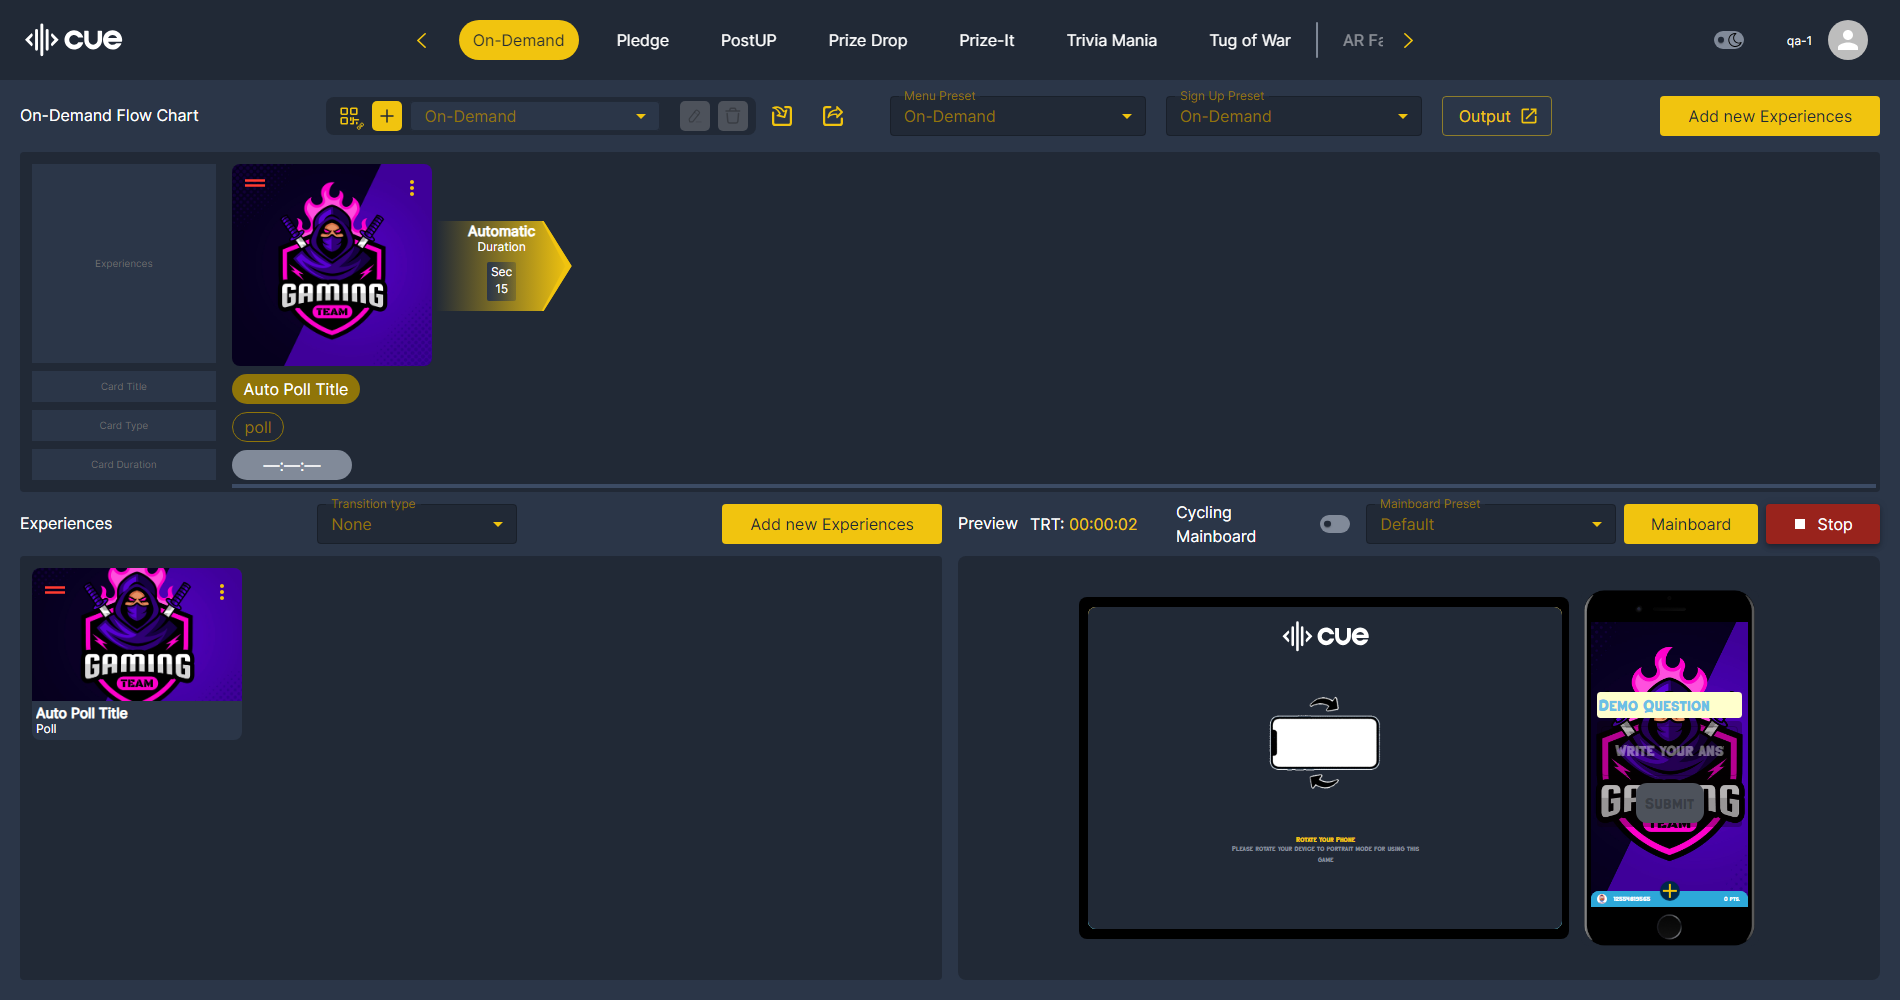 cue
On-Demand
Pledge
PostUP
Prize Drop
Prize-It
Trivia Mania
Tug of War
AR Fa
qa-1
On-Demand Flow Chart
On-Demand
Menu Preset
On-Demand
Sign Up Preset
On-Demand
Output
Add new Experiences
Experiences
GAMING
TEAM
Automatic
Duration
Sec
15
Card Title
Auto Poll Title
Card Type
poll
Card Duration
—:—:—
Experiences
Transition type
None
Add new Experiences
Preview
TRT: 00:00:02
Cycling
Mainboard
Mainboard Preset
Default
Mainboard
Stop
GAMING
TEAM
Auto Poll Title
Poll
cue
Rotate Your Phone
Please rotate your device to portrait mode for using this
game
Demo Question
Write your ans
Submit
TEAM
0 pts.